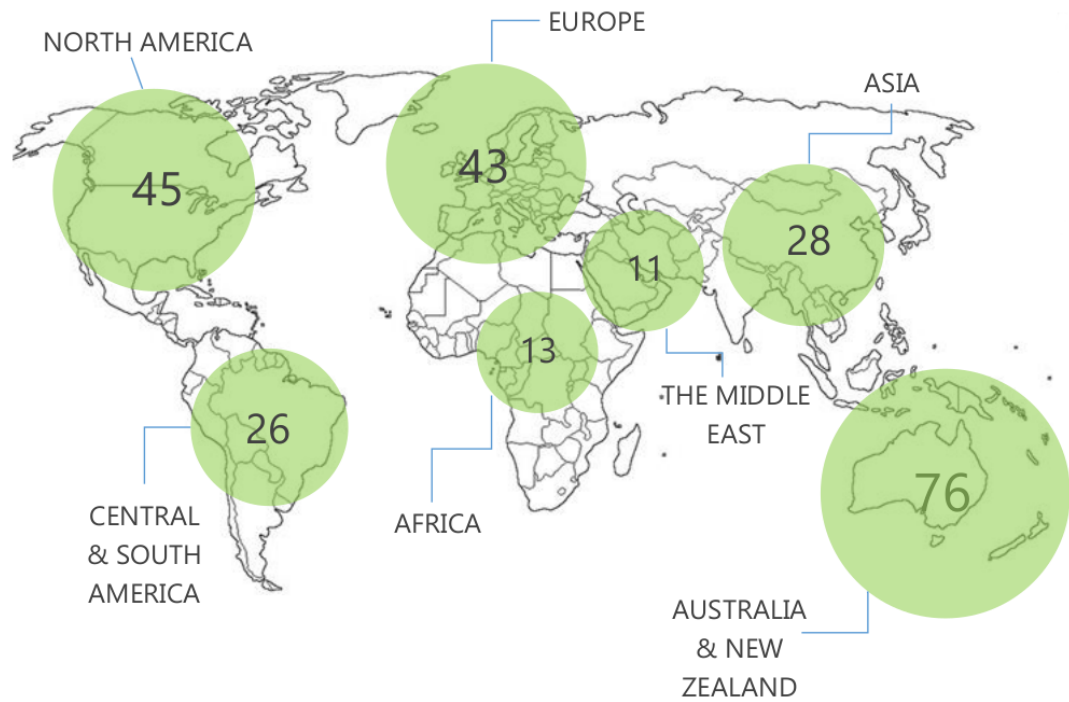 EUROPE
NORTH AMERICA
ASIA
43
45
28
11
13
THE MIDDLE
EAST
26
76
CENTRAL
& SOUTH
AMERICA
AFRICA
AUSTRALIA
& NEW
ZEALAND